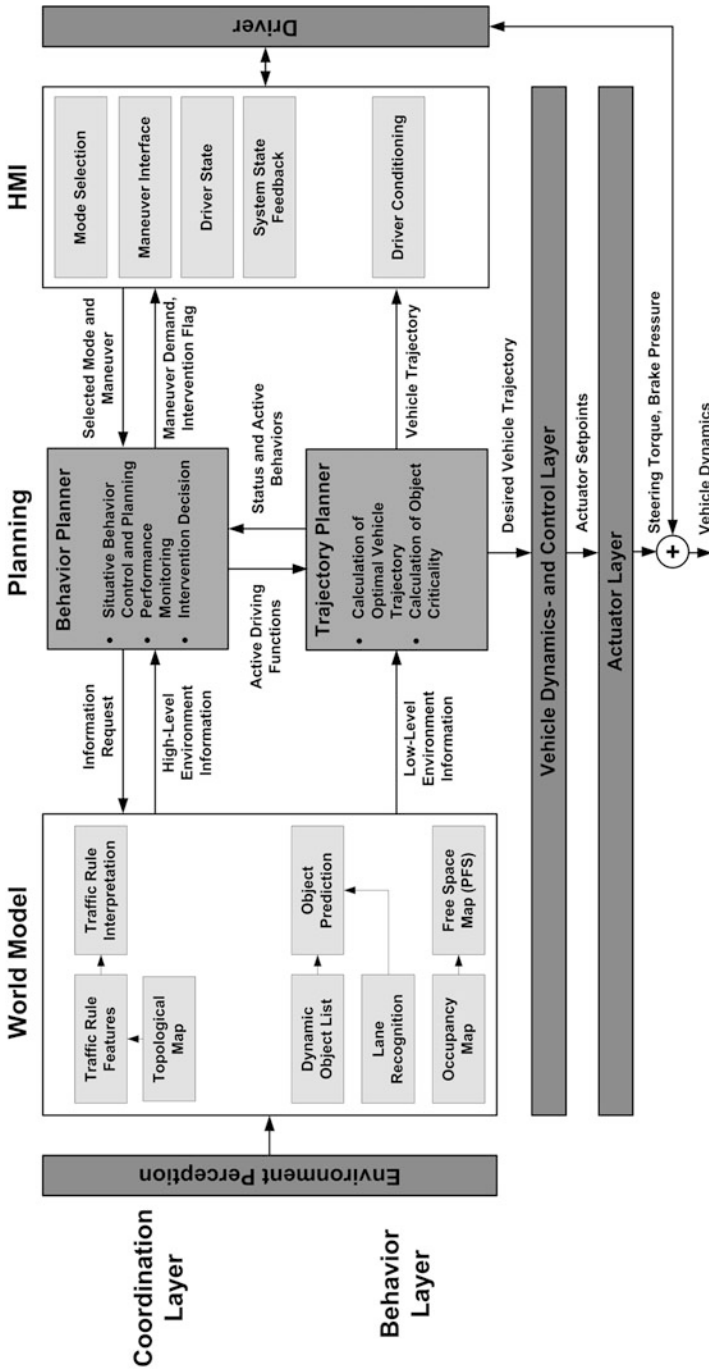 World Model
Planning
HMI
Coordination
Layer
Behavior
Layer
Environment Perception
Traffic Rule
Features
Traffic Rule
Interpretation
Topological
Map
Dynamic
Object List
Object
Prediction
Lane
Recognition
Occupancy
Map
Free Space
Map (PFS)
Information
Request
High-Level
Environment
Information
Low-Level
Environment
Information
Behavior Planner
• Situative Behavior
Control and Planning
• Performance
Monitoring
• Intervention Decision
Active Driving
Functions
Status and Active
Behaviors
Trajectory Planner
• Calculation of
Optimal Vehicle
Trajectory
• Calculation of Object
Criticality
Selected Mode and
Maneuver
Maneuver Demand,
Intervention Flag
Vehicle Trajectory
Mode Selection
Maneuver Interface
Driver State
System State
Feedback
Driver Conditioning
Driver
Desired Vehicle Trajectory
Vehicle Dynamics- and Control Layer
Actuator Setpoints
Actuator Layer
Steering Torque, Brake Pressure
+
Vehicle Dynamics